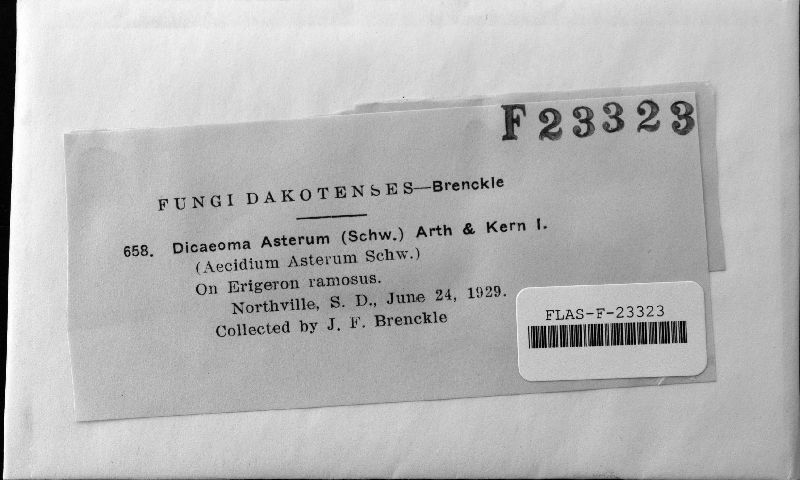 F23323
FUNGI DAKOTENSES—Brenckle
658. Dicaeoma Asterum (Schw.) Arth & Kern I.
(Aecidium Asterum Schw.)
On Erigeron ramosus.
Northville, S. D., June 24, 1929.
Collected by J. F. Brenckle
FLAS-F-23323